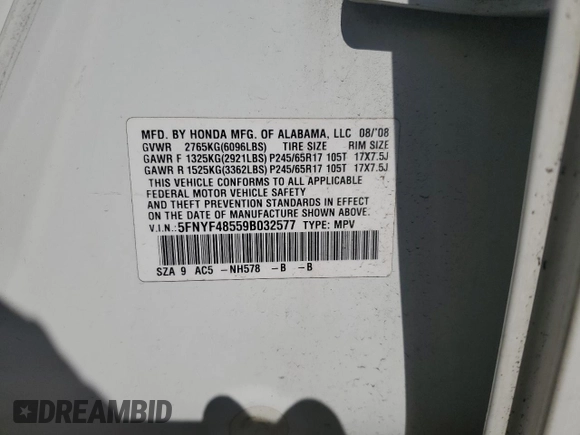 MFD. BY HONDA MFG. OF ALABAMA, LLC 08/'08
GVWR 2765KG(6096LBS) TIRE SIZE RIM SIZE
GAWR F 1325KG(2921LBS) P245/65R17 105T 17X7.5J
GAWR R 1525KG(3362LBS) P245/65R17 105T 17X7.5J
THIS VEHICLE CONFORMS TO ALL APPLICABLE
FEDERAL MOTOR VEHICLE SAFETY
AND THEFT PREVENTION STANDARDS IN EFFECT
ON THE DATE OF MANUFACTURE SHOWN ABOVE.
V.I.N.: 5FNYF48559B032577 TYPE: MPV
SZA 9 AC5 -NH578 -B -B
DREAMBID